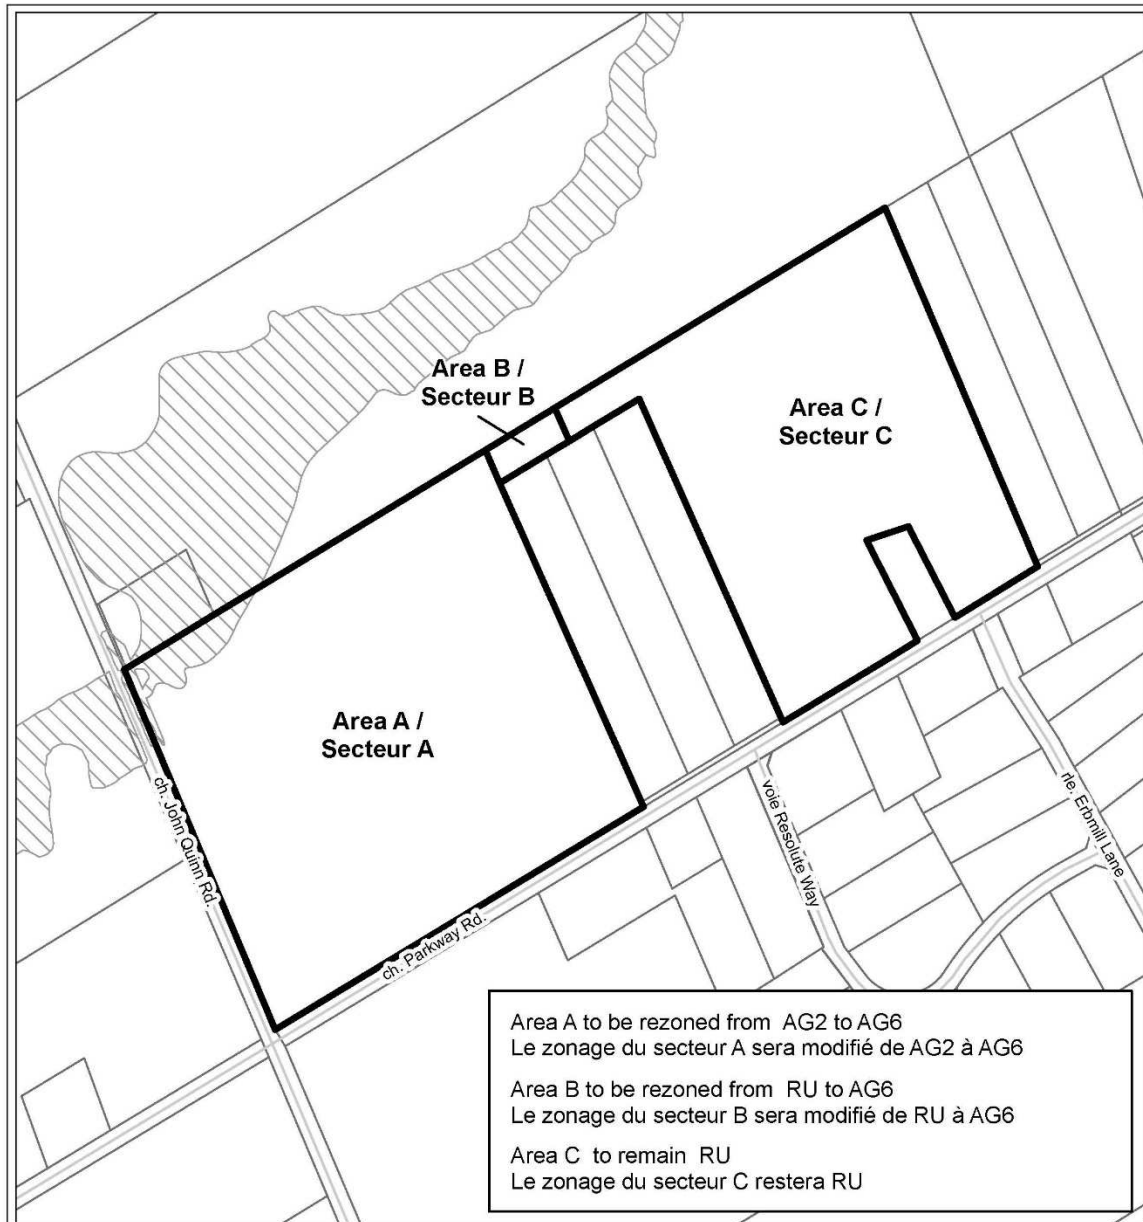 Area B /
Secteur B
Area C /
Secteur C
Area A /
Secteur A
ch. John Quinn Rd.
ch. Parkway Rd.
voie Resolute Way
rle. Erbmill Lane
Area A to be rezoned from AG2 to AG6
Le zonage du secteur A sera modifié de AG2 à AG6
Area B to be rezoned from RU to AG6
Le zonage du secteur B sera modifié de RU à AG6
Area C to remain RU
Le zonage du secteur C restera RU